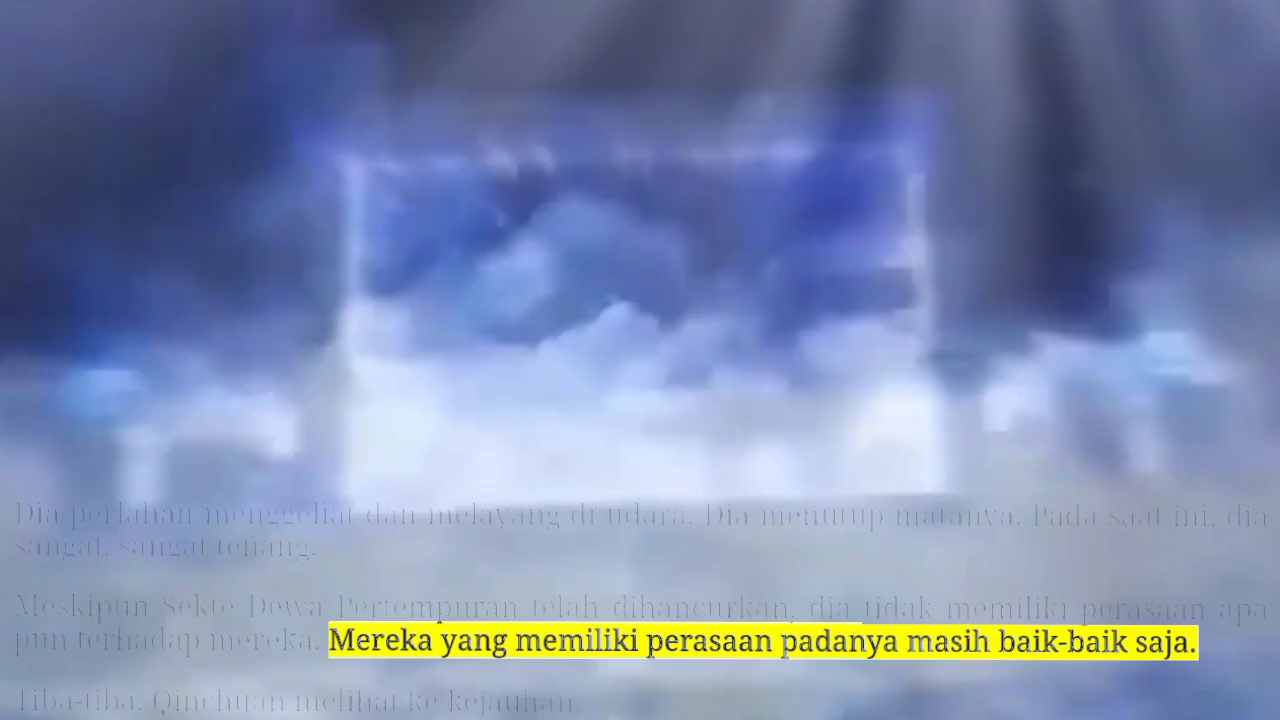 Dia perlahan menggeliat dan melayang di udara. Dia menutup matanya. Pada saat ini, dia
sangat, sangat tenang.
Meskipun Sekte Dewa Pertempuran telah dihancurkan, dia tidak memiliki perasaan apa
pun terhadap mereka. Mereka yang memiliki perasaan padanya masih baik-baik saja.
Tiba-tiba, Qinchuan melihat ke kejauhan.